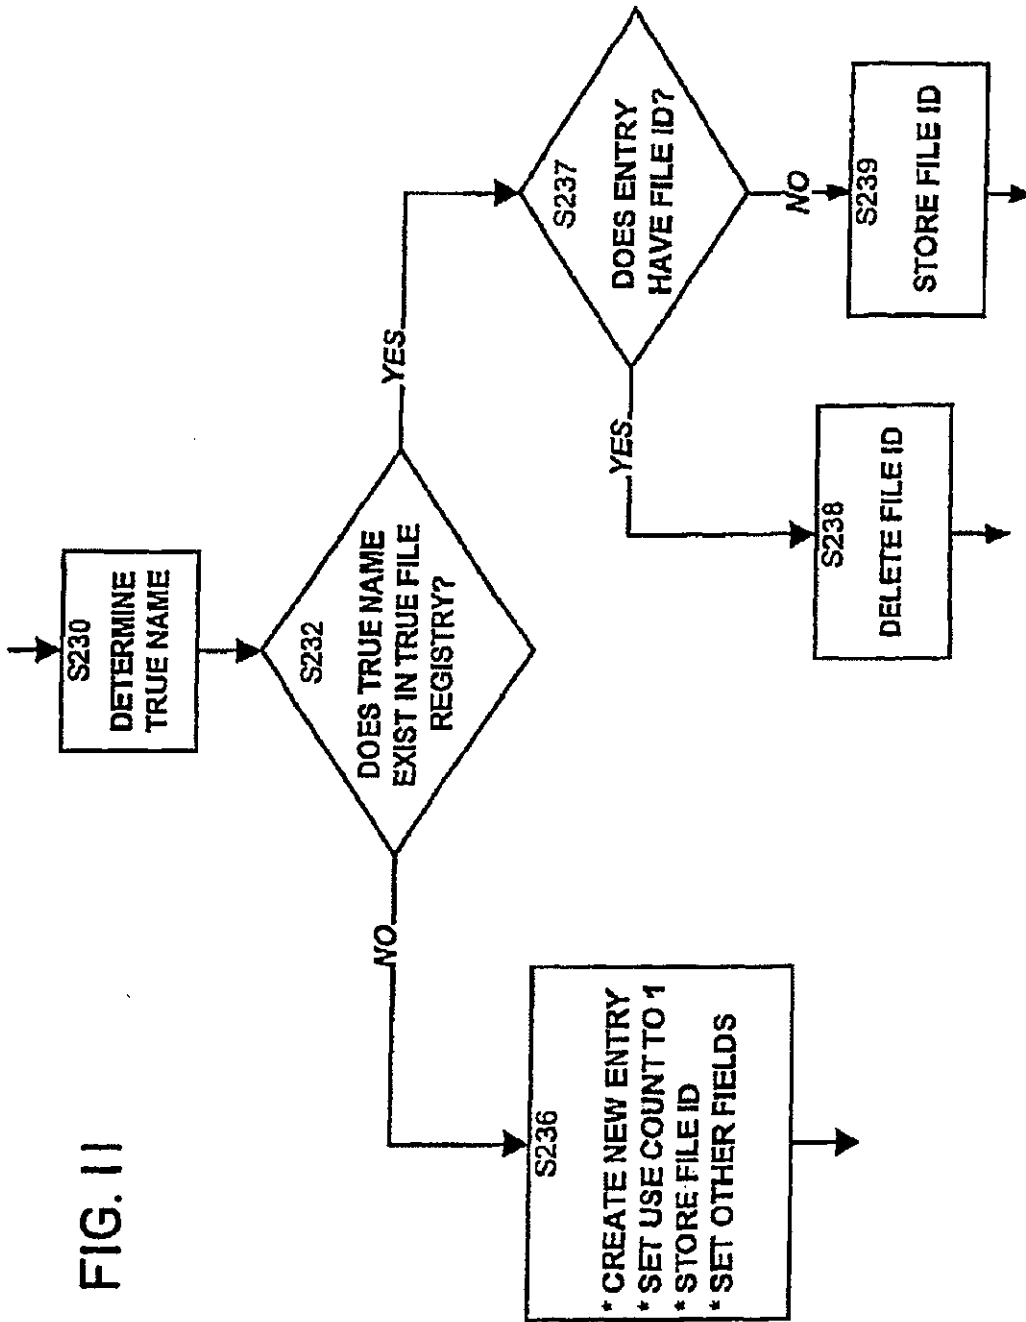 FIG. 11
S230
DETERMINE
TRUE NAME
S232
DOES TRUE NAME
EXIST IN TRUE FILE
REGISTRY?
NO
YES
S236
* CREATE NEW ENTRY
* SET USE COUNT TO 1
* STORE FILE ID
* SET OTHER FIELDS
S237
DOES ENTRY
HAVE FILE ID?
YES
NO
S238
DELETE FILE ID
S239
STORE FILE ID